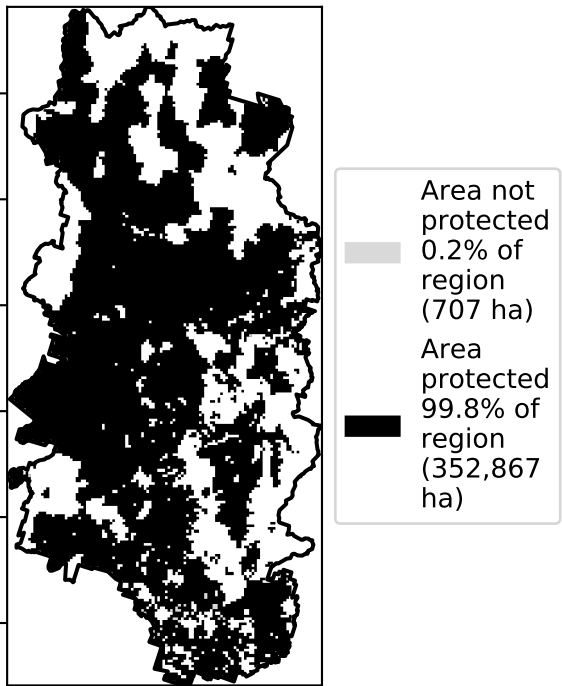 Area not
protected
0.2% of
region
(707 ha)
Area
protected
99.8% of
region
(352,867
ha)